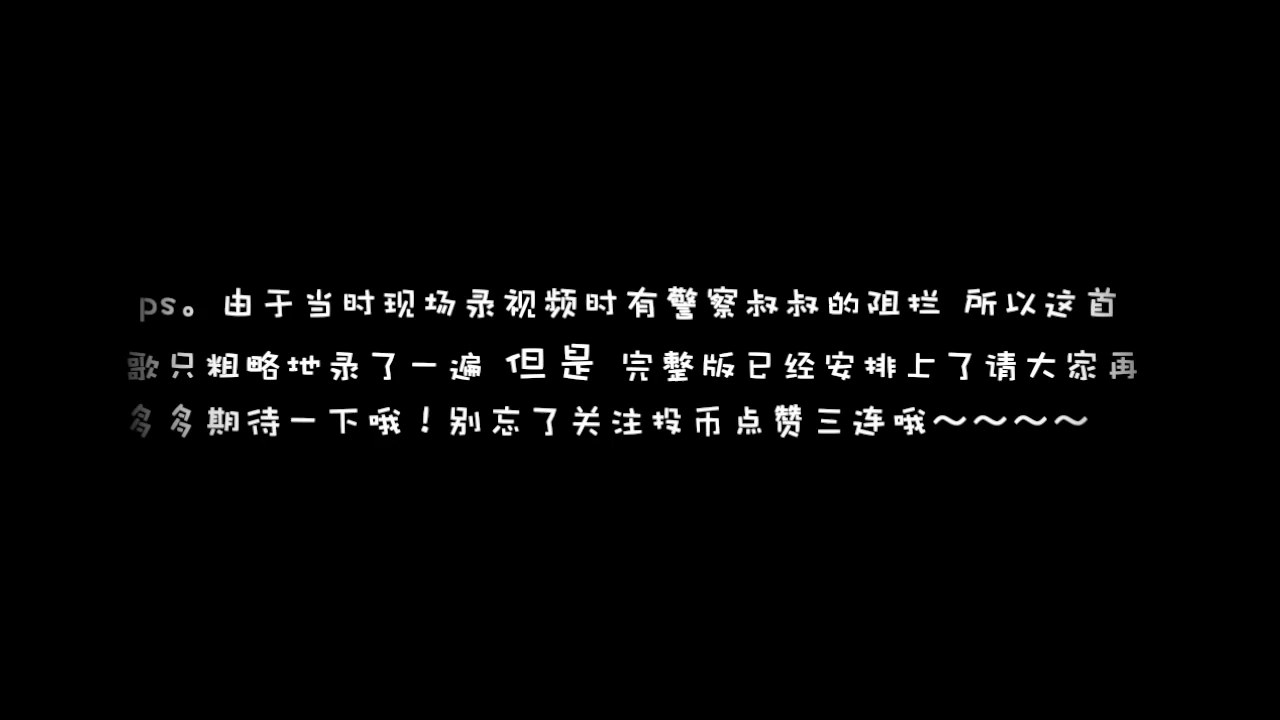 ps。由于当时现场录视频时有警察叔叔的阻拦 所以这首
歌只粗略地录了一遍 但是 完整版已经安排上了请大家再
多多期待一下哦！别忘了关注投币点赞三连哦～～～～